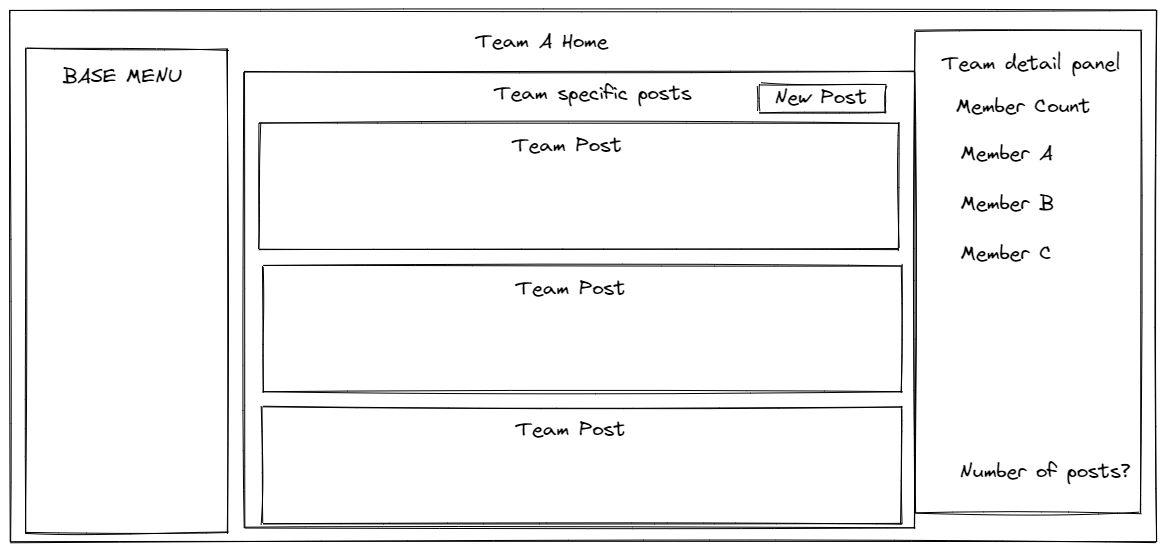 Team A Home
BASE MENU
Team specific posts
New Post
Team Post
Team Post
Team Post
Team detail panel
Member Count
Member A
Member B
Member C
Number of posts?